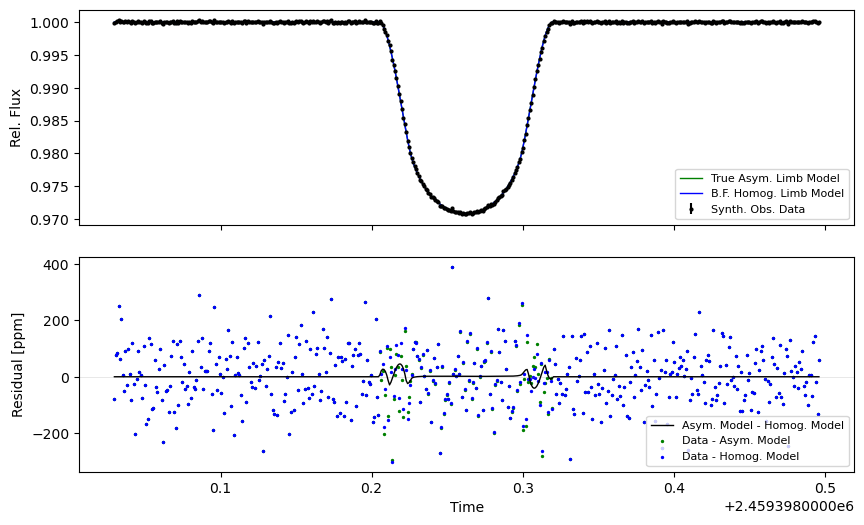 1.000
0.995
0.990
0.985
0.980
0.975
0.970
Rel. Flux
True Asym. Limb Model
B.F. Homog. Limb Model
Synth. Obs. Data
400
200
0
−200
Residual [ppm]
Asym. Model - Homog. Model
Data - Asym. Model
Data - Homog. Model
0.1 0.2 0.3 0.4 0.5
Time
+2.4593980000e6